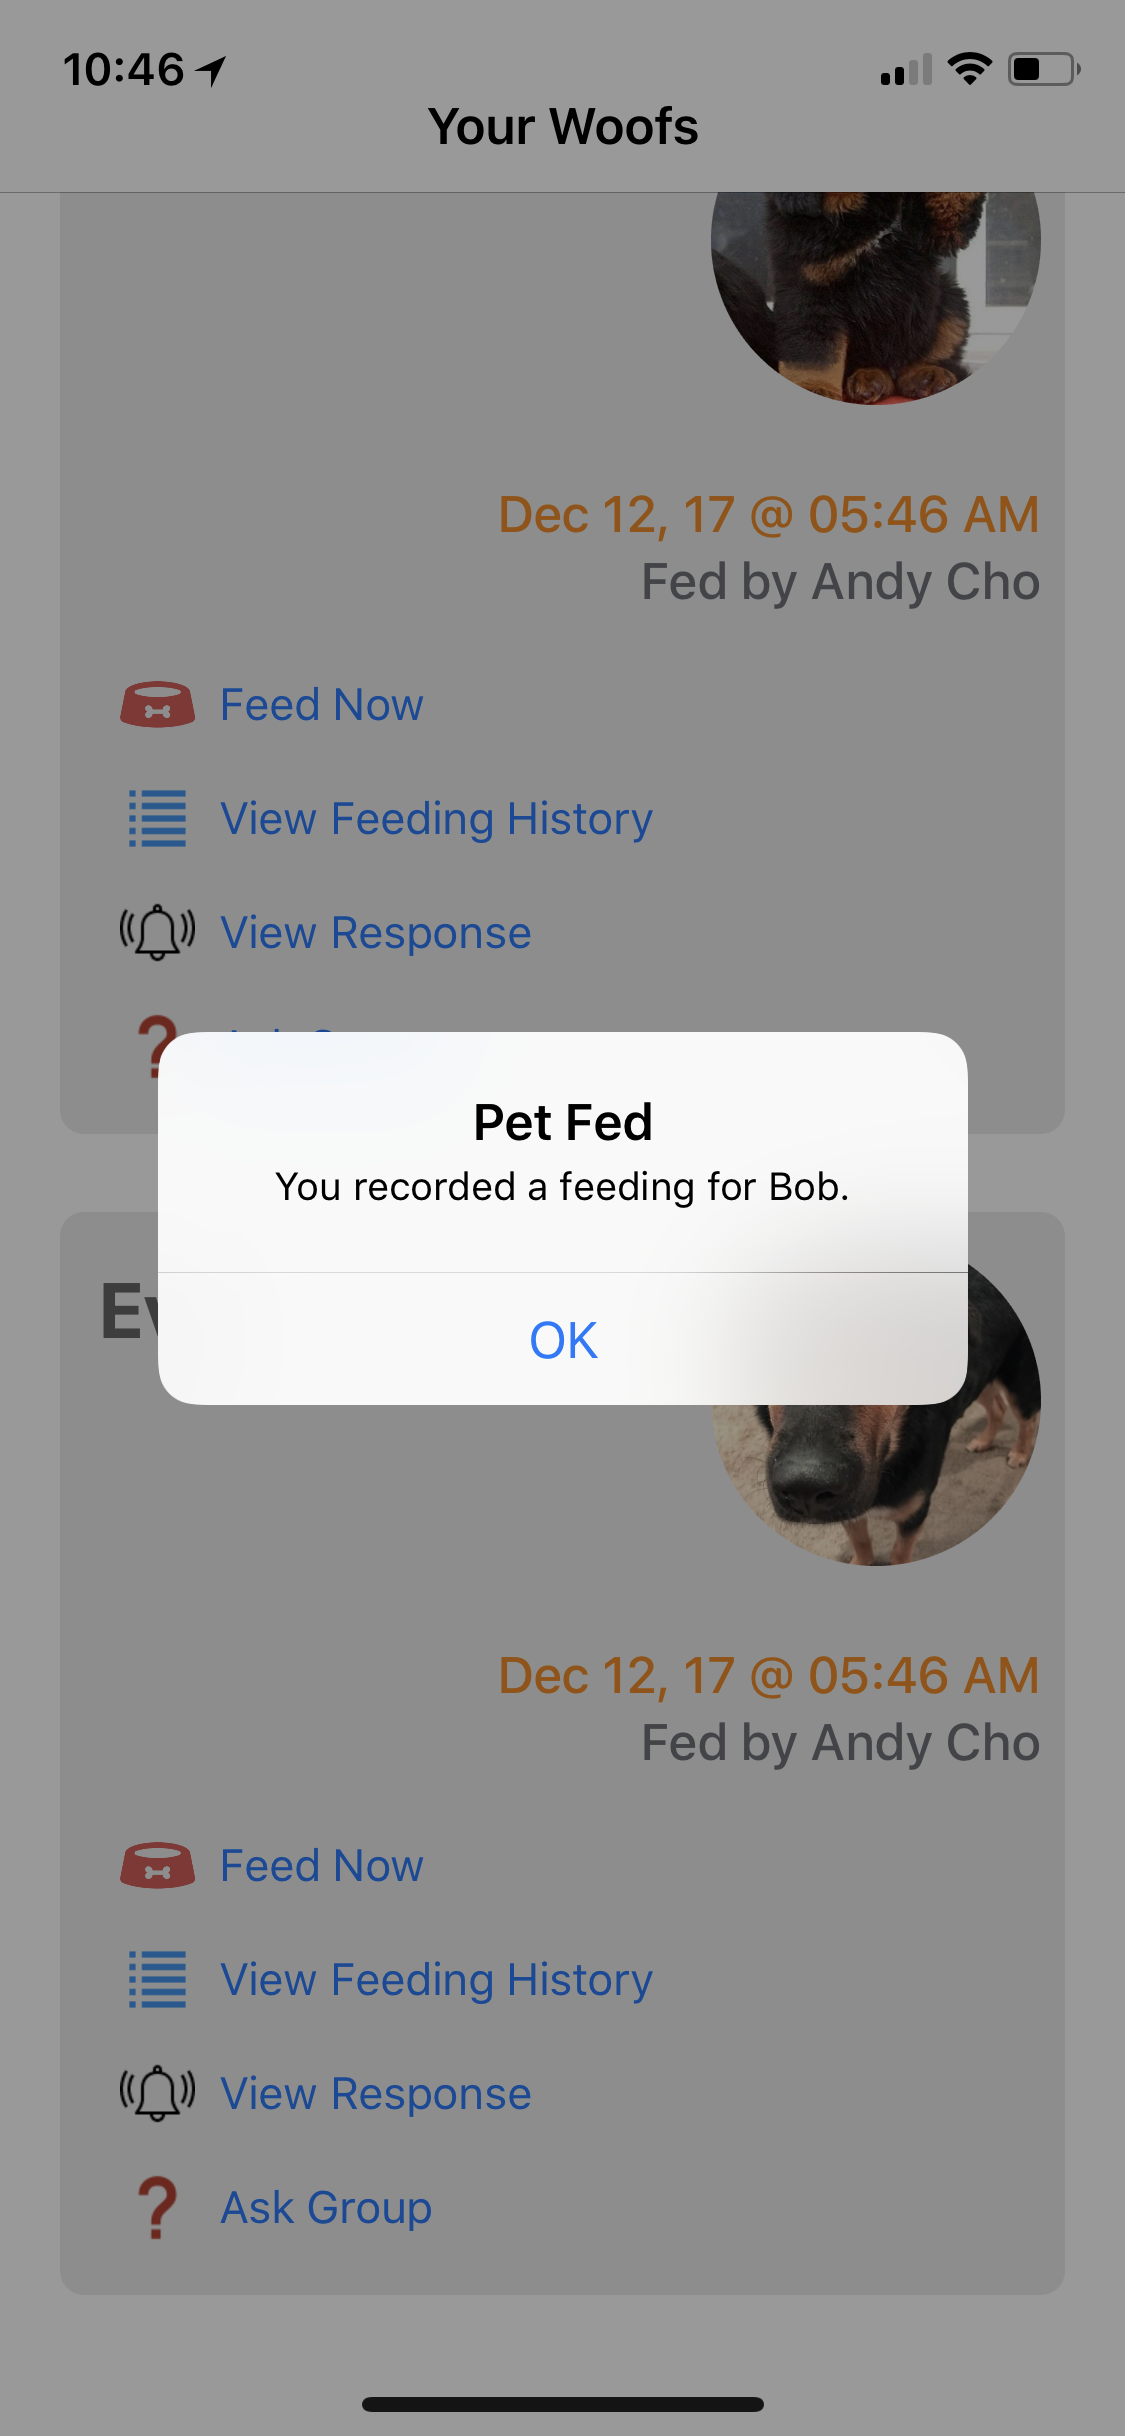 10:46
Your Woofs
Dec 12, 17 @ 05:46 AM
Fed by Andy Cho
Feed Now
View Feeding History
View Response
Pet Fed
You recorded a feeding for Bob.
OK
Dec 12, 17 @ 05:46 AM
Fed by Andy Cho
Feed Now
View Feeding History
View Response
Ask Group